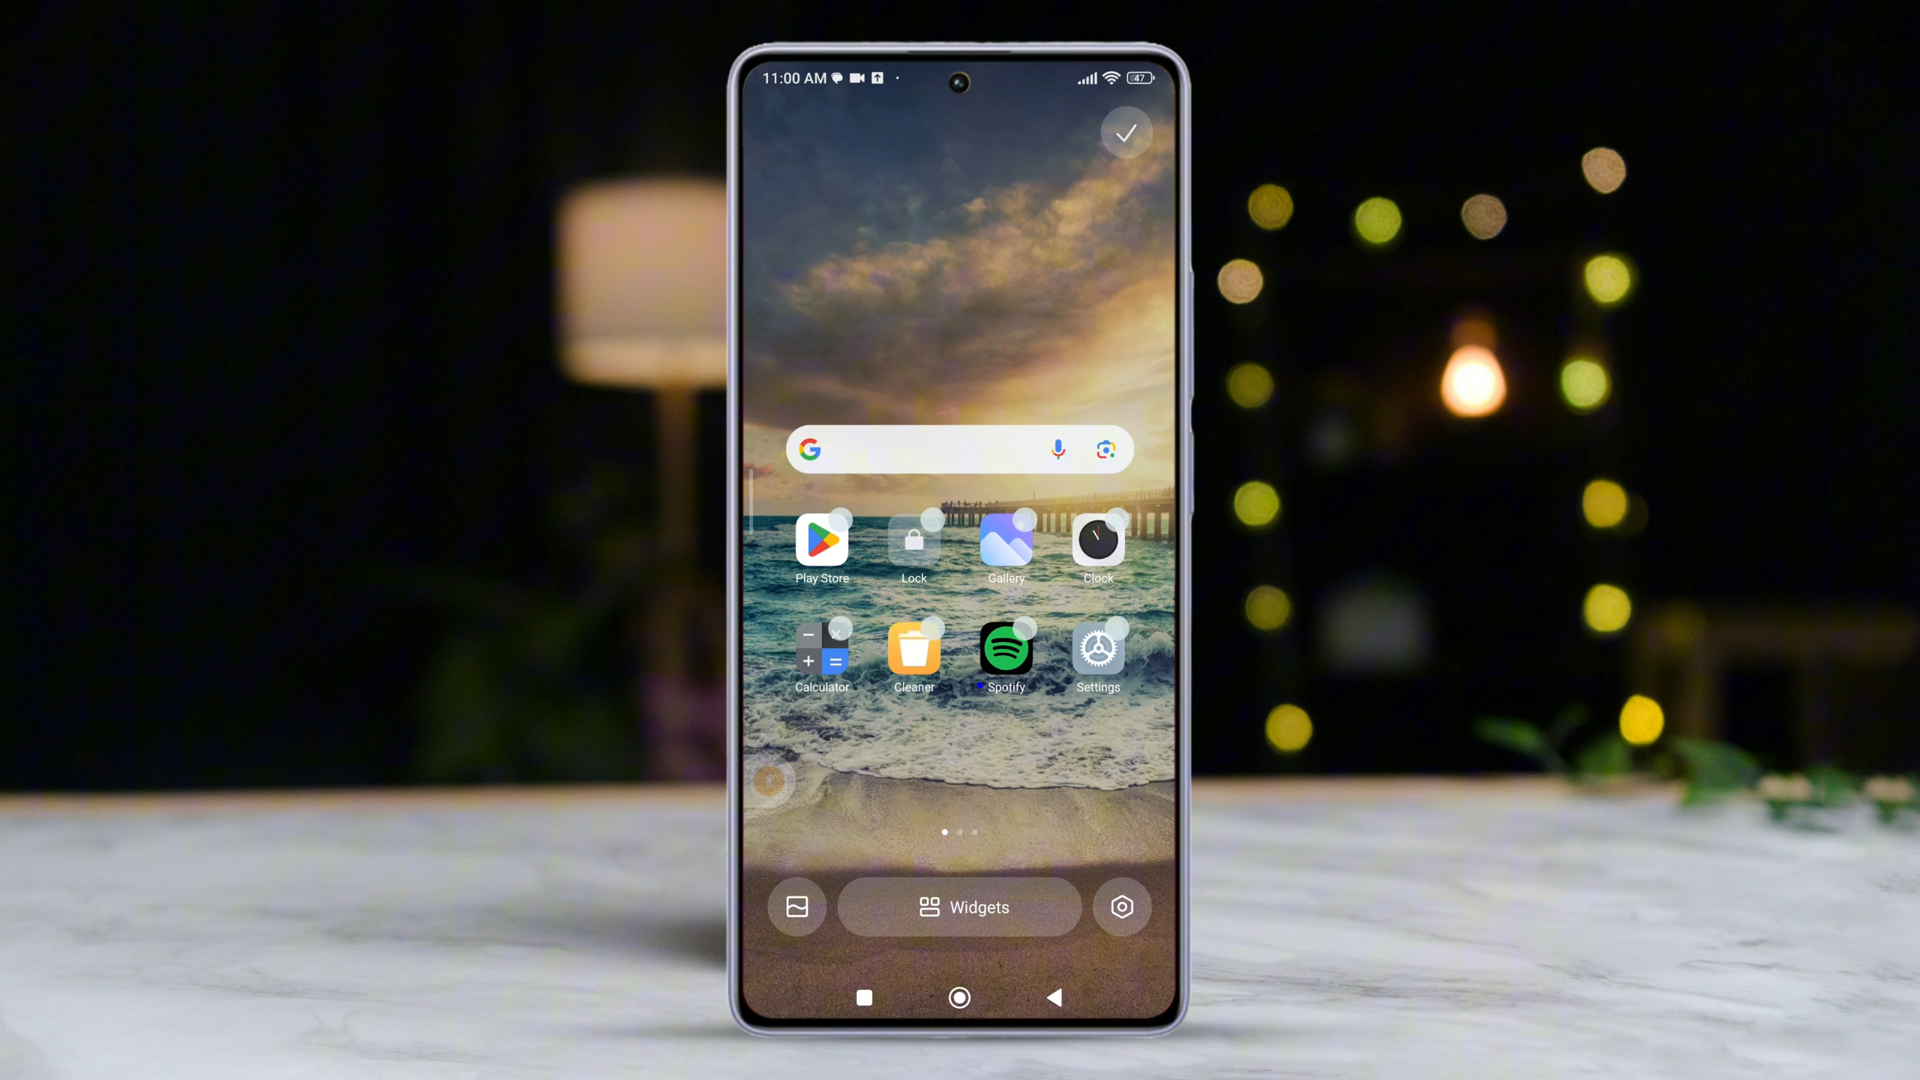 11:00 AM
47
Play Store Lock Gallery Clock
Calculator Cleaner Spotify Settings
Widgets